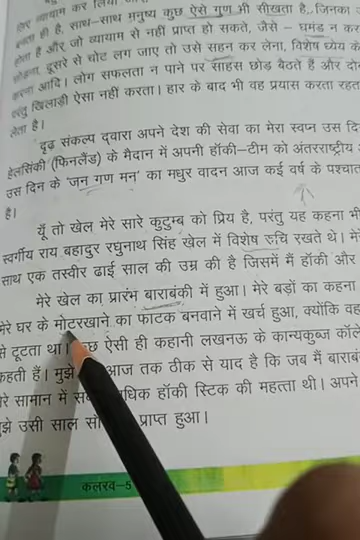 व्यायाम कर लिया
है, साथ–साथ मनुष्य कुछ ऐसे गुण भी सीखता है, जिनका
है और जो व्यायाम से नहीं प्राप्त हो सकते, जैसे – घमंड न कर
दूसरे से चोट लग जाए तो उसे सहन कर लेना, विशेष ध्येय के
करना आदि। लोग सफलता न पाने पर साहस छोड़ बैठते हैं और दो
परंतु खिलाड़ी ऐसा नहीं करता। हार के बाद भी वह प्रयास करता रहत
लेता है।
दृढ़ संकल्प द्वारा अपने देश की सेवा का मेरा स्वप्न उस दि
हेलसिंकी (फिनलैंड) के मैदान में अपनी हॉकी–टीम को अंतरराष्ट्रीय
उस दिन के 'जन गण मन' का मधुर वादन आज कई वर्ष के पश्चात
है।
यूँ तो खेल मेरे सारे कुटुम्ब को प्रिय है, परंतु यह कहना भी
स्वर्गीय राय बहादुर रघुनाथ सिंह खेल में विशेष रुचि रखते थे। मेरे
साथ एक तस्वीर ढाई साल की उम्र की है जिसमें मैं हॉकी और
मेरे खेल का प्रारंभ बाराबंकी में हुआ। मेरे बड़ों का कहना
मेरे घर के मोटरखाने का फाटक बनवाने में खर्च हुआ, क्योंकि वह
से टूटता था। कुछ ऐसी ही कहानी लखनऊ के कान्यकुब्ज कॉले
कहती हैं। मुझे आज तक ठीक से याद है कि जब मैं बाराबं
रे सामान में धिक हॉकी स्टिक की महत्ता थी। अपने
झे उसी साल प्राप्त हुआ।
कलरव–5